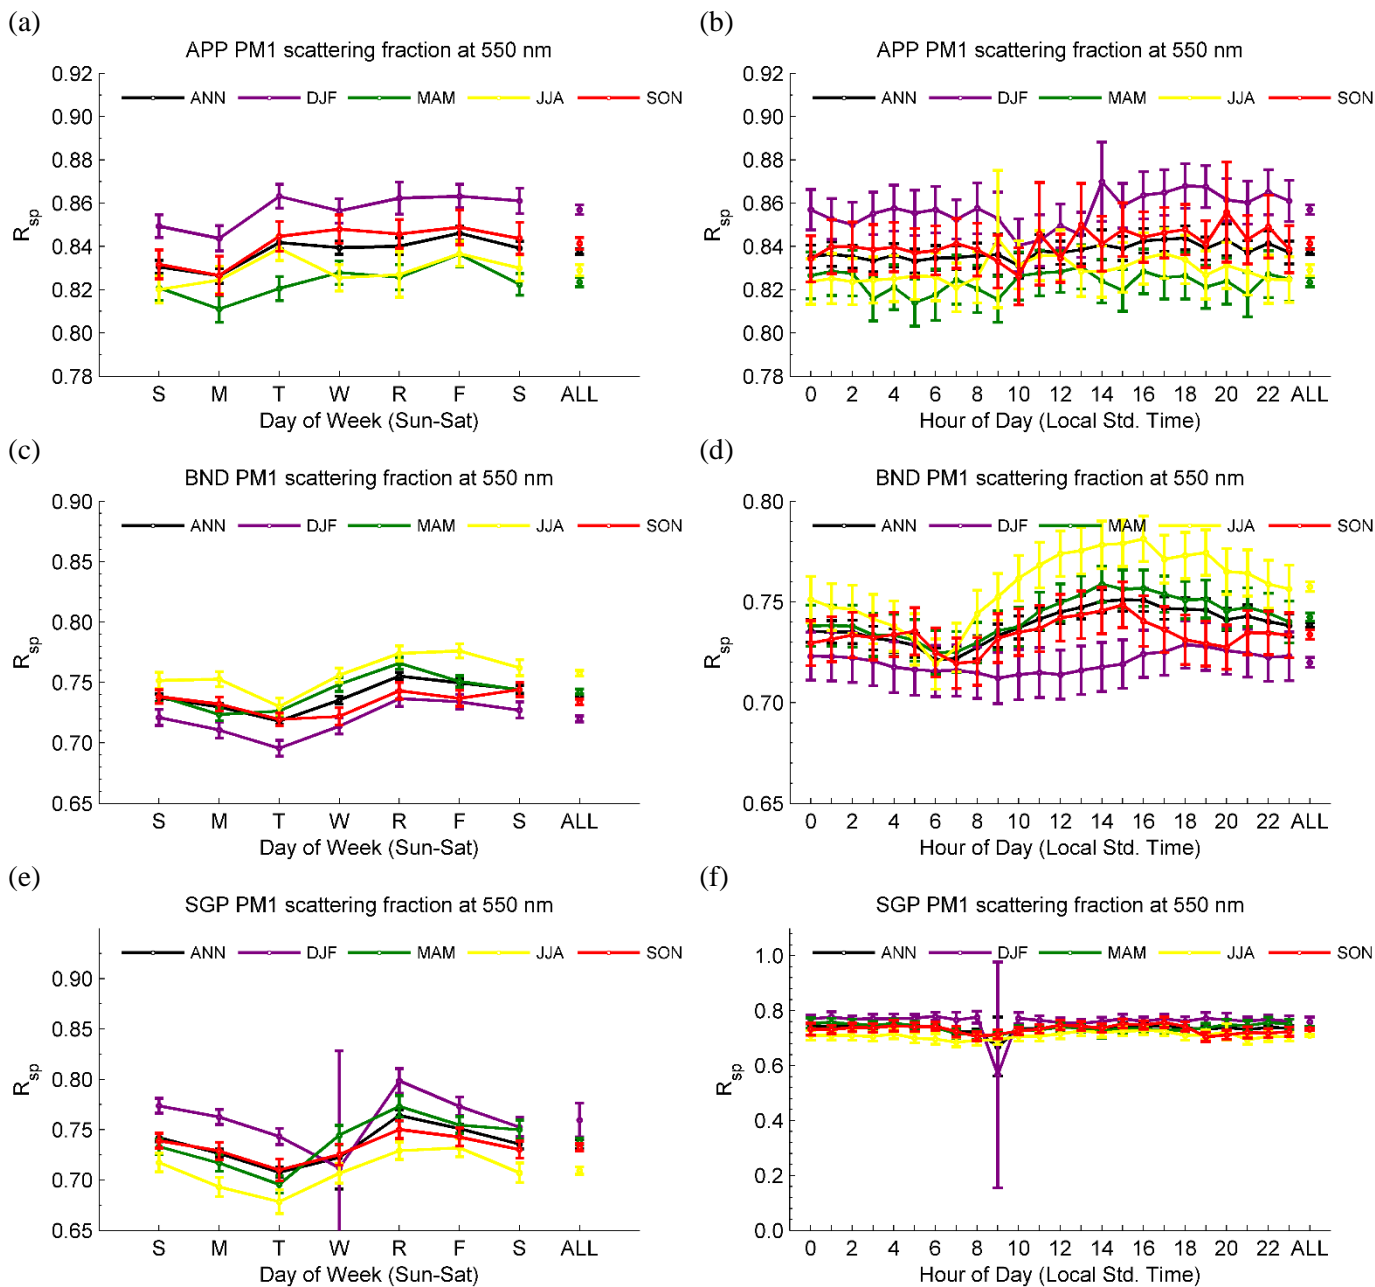 (a)
APP PM1 scattering fraction at 550 nm
0.92
ANN DJF MAM JJA SON
0.90
0.88
0.86
Rsp
0.84
0.82
0.80
0.78
S M T W R F S ALL
Day of Week (Sun-Sat)
(b)
APP PM1 scattering fraction at 550 nm
0.92
ANN DJF MAM JJA SON
0.90
0.88
0.86
Rsp
0.84
0.82
0.80
0.78
0 2 4 6 8 10 12 14 16 18 20 22 ALL
Hour of Day (Local Std. Time)
(c)
BND PM1 scattering fraction at 550 nm
0.90
ANN DJF MAM JJA SON
0.85
0.80
Rsp
0.75
0.70
0.65
S M T W R F S ALL
Day of Week (Sun-Sat)
(d)
BND PM1 scattering fraction at 550 nm
0.80
ANN DJF MAM JJA SON
0.75
Rsp
0.70
0.65
0 2 4 6 8 10 12 14 16 18 20 22 ALL
Hour of Day (Local Std. Time)
(e)
SGP PM1 scattering fraction at 550 nm
ANN DJF MAM JJA SON
0.90
0.85
0.80
Rsp
0.75
0.70
0.65
S M T W R F S ALL
Day of Week (Sun-Sat)
(f)
SGP PM1 scattering fraction at 550 nm
ANN DJF MAM JJA SON
1.0
0.8
0.6
Rsp
0.4
0.2
0.0
0 2 4 6 8 10 12 14 16 18 20 22 ALL
Hour of Day (Local Std. Time)